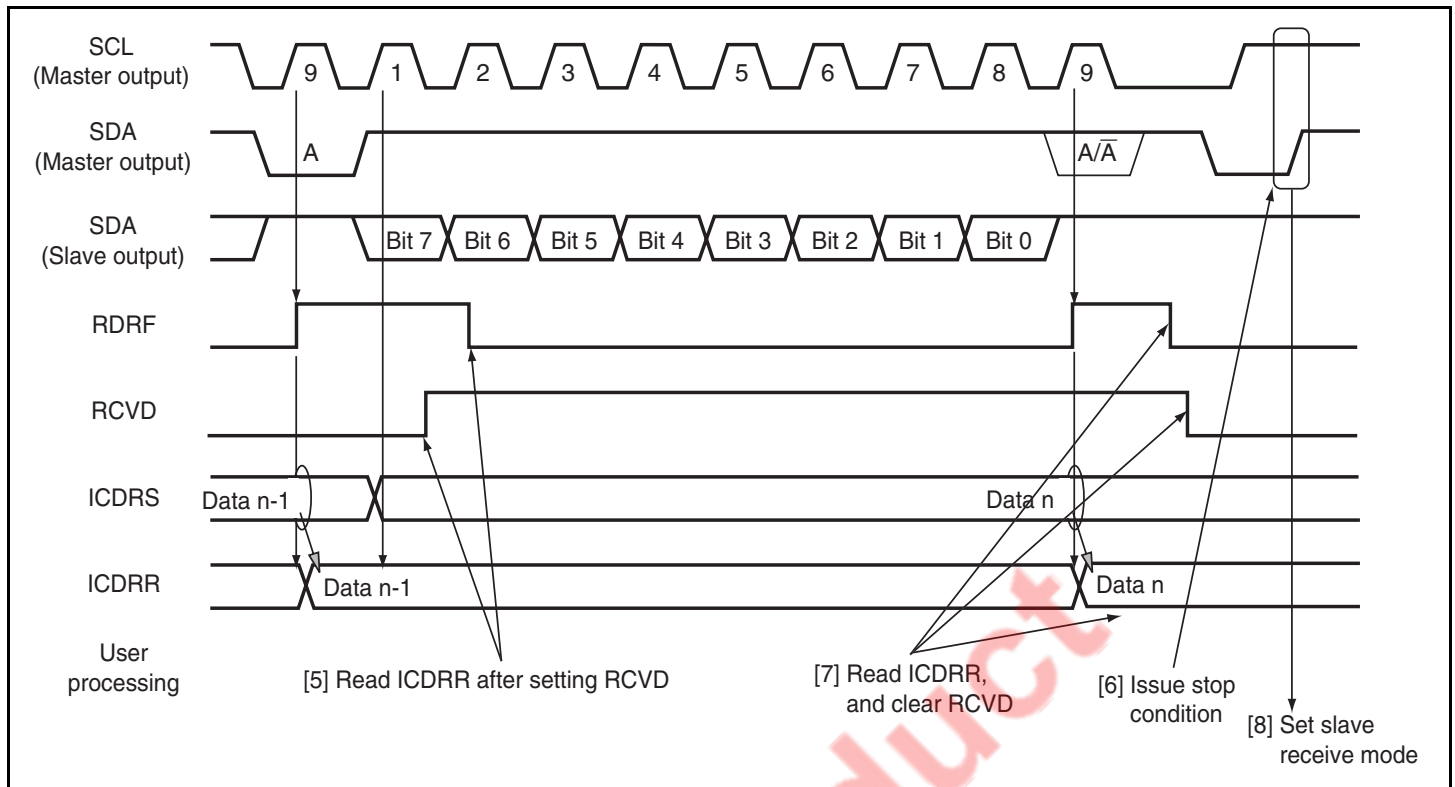 SCL
(Master output)
9 1 2 3 4 5 6 7 8 9
SDA
(Master output)
A A/A̅
SDA
(Slave output)
Bit 7 Bit 6 Bit 5 Bit 4 Bit 3 Bit 2 Bit 1 Bit 0
RDRF
RCVD
ICDRS
Data n-1 Data n
ICDRR
Data n-1 Data n
User
processing
[5] Read ICDRR after setting RCVD
[7] Read ICDRR,
and clear RCVD
[6] Issue stop
condition
[8] Set slave
receive mode